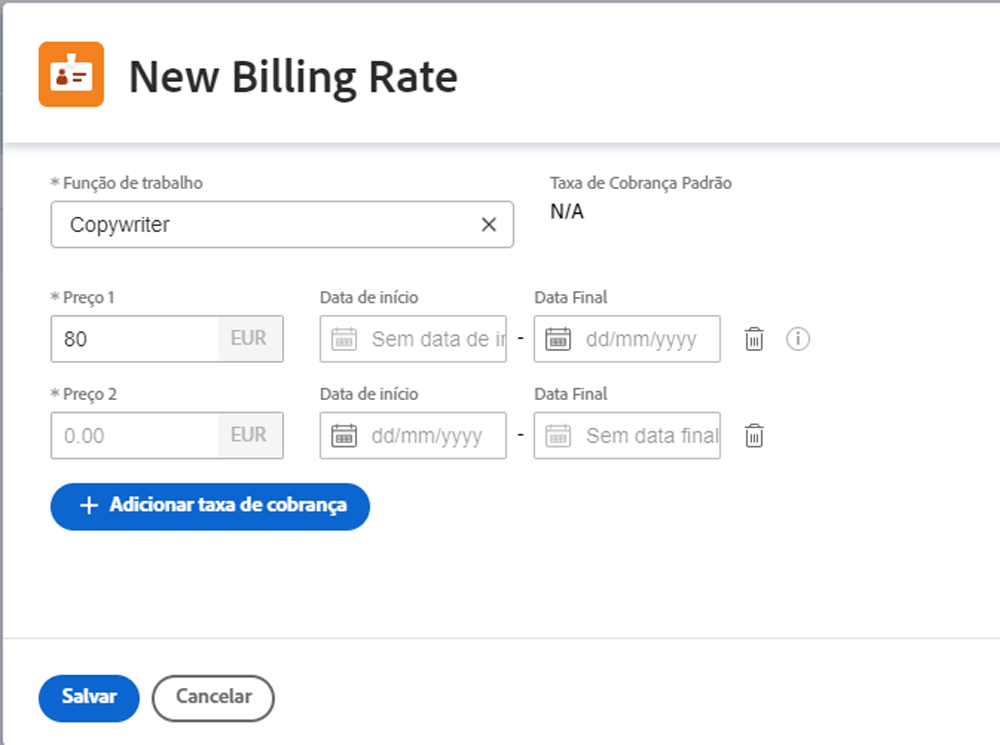 New Billing Rate
* Função de trabalho
Taxa de Cobrança Padrão
Copywriter
N/A
* Preço 1
Data de início
Data Final
80 EUR
Sem data de
-
dd/mm/yyyy
* Preço 2
Data de início
Data Final
0.00 EUR
dd/mm/yyyy
-
Sem data final
+ Adicionar taxa de cobrança
Salvar
Cancelar